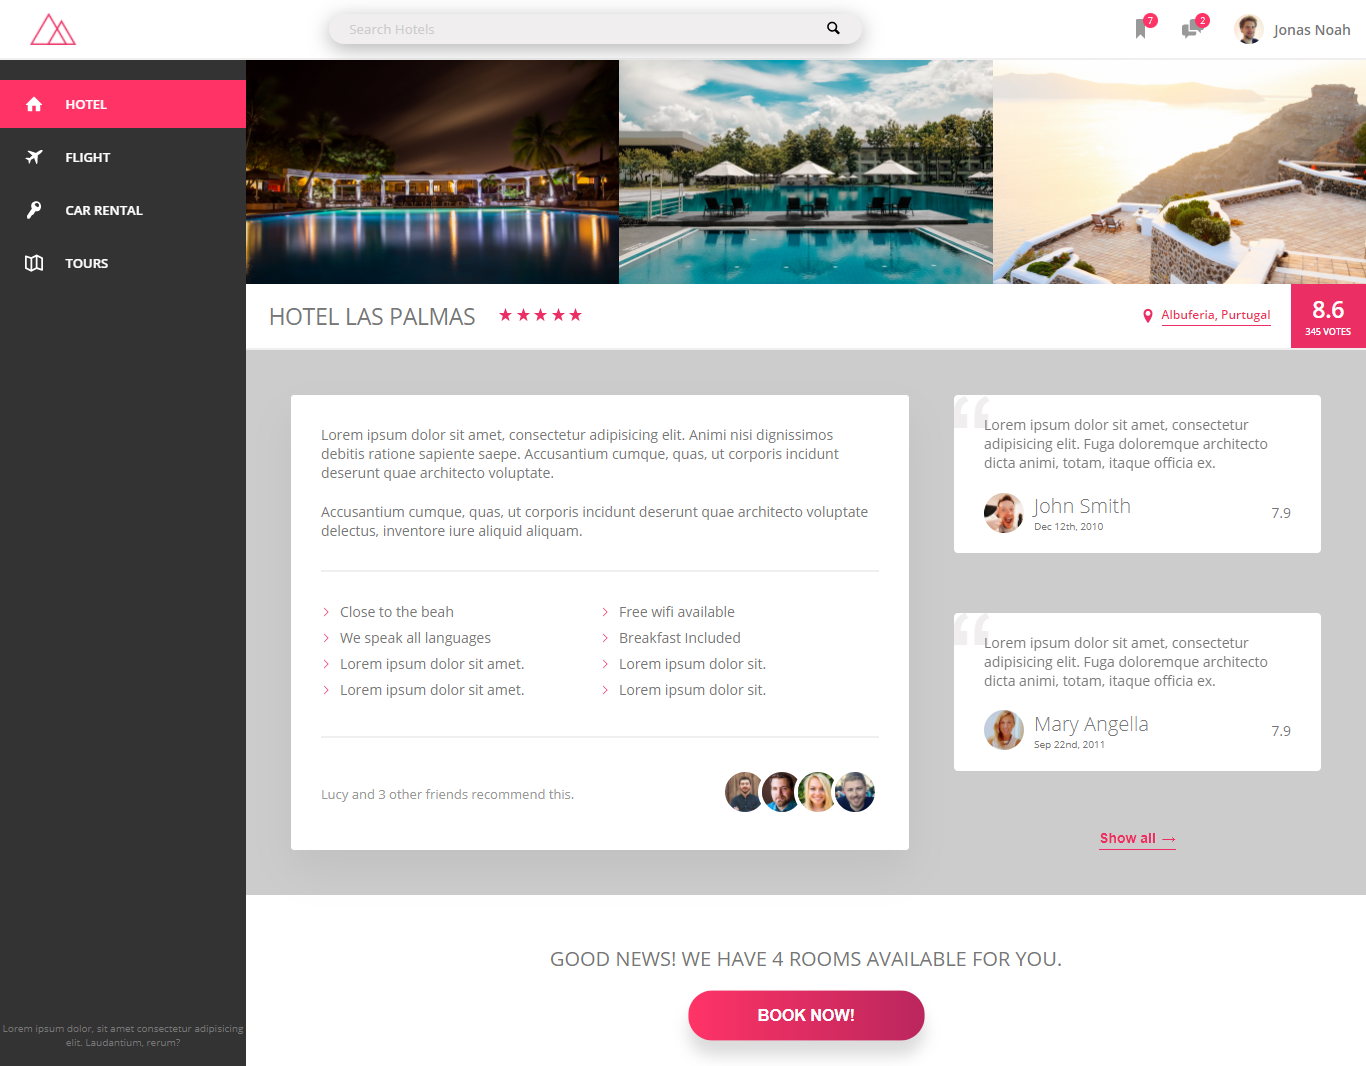 Search Hotels
7
2
Jonas Noah
HOTEL
FLIGHT
CAR RENTAL
TOURS
Lorem ipsum dolor, sit amet consectetur adipisicing
elit. Laudantium, rerum?
HOTEL LAS PALMAS
Albuferia, Purtugal
8.6
345 VOTES
Lorem ipsum dolor sit amet, consectetur adipisicing elit. Animi nisi dignissimos
debitis ratione sapiente saepe. Accusantium cumque, quas, ut corporis incidunt
deserunt quae architecto voluptate.
Accusantium cumque, quas, ut corporis incidunt deserunt quae architecto voluptate
delectus, inventore iure aliquid aliquam.
Close to the beah
We speak all languages
Lorem ipsum dolor sit amet.
Lorem ipsum dolor sit amet.
Free wifi available
Breakfast Included
Lorem ipsum dolor sit.
Lorem ipsum dolor sit.
Lucy and 3 other friends recommend this.
“
Lorem ipsum dolor sit amet, consectetur
adipisicing elit. Fuga doloremque architecto
dicta animi, totam, itaque officia ex.
John Smith
Dec 12th, 2010
7.9
“
Lorem ipsum dolor sit amet, consectetur
adipisicing elit. Fuga doloremque architecto
dicta animi, totam, itaque officia ex.
Mary Angella
Sep 22nd, 2011
7.9
Show all →
GOOD NEWS! WE HAVE 4 ROOMS AVAILABLE FOR YOU.
BOOK NOW!